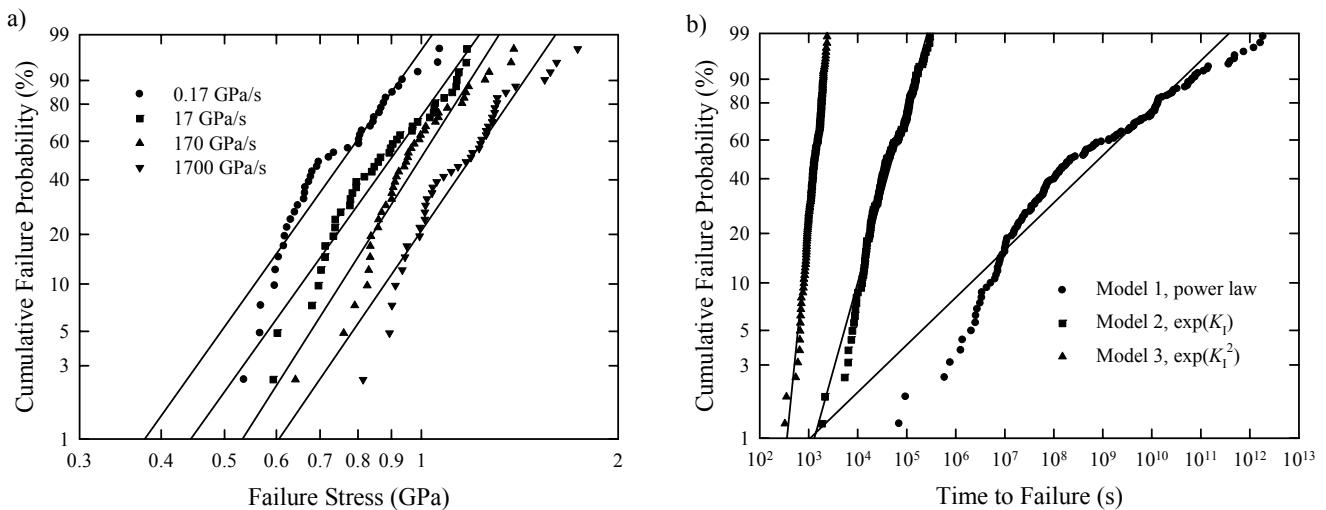 a)
Cumulative Failure Probability (%)
99
90
80
60
40
20
10
5
3
1
0.17 GPa/s
17 GPa/s
170 GPa/s
1700 GPa/s
0.3 0.4 0.5 0.6 0.7 0.8 0.9 1 2
Failure Stress (GPa)
b)
Cumulative Failure Probability (%)
99
90
80
60
40
20
10
5
3
1
Model 1, power law
Model 2, exp(K_I)
Model 3, exp(K_I^2)
10^2 10^3 10^4 10^5 10^6 10^7 10^8 10^9 10^10 10^11 10^12 10^13
Time to Failure (s)